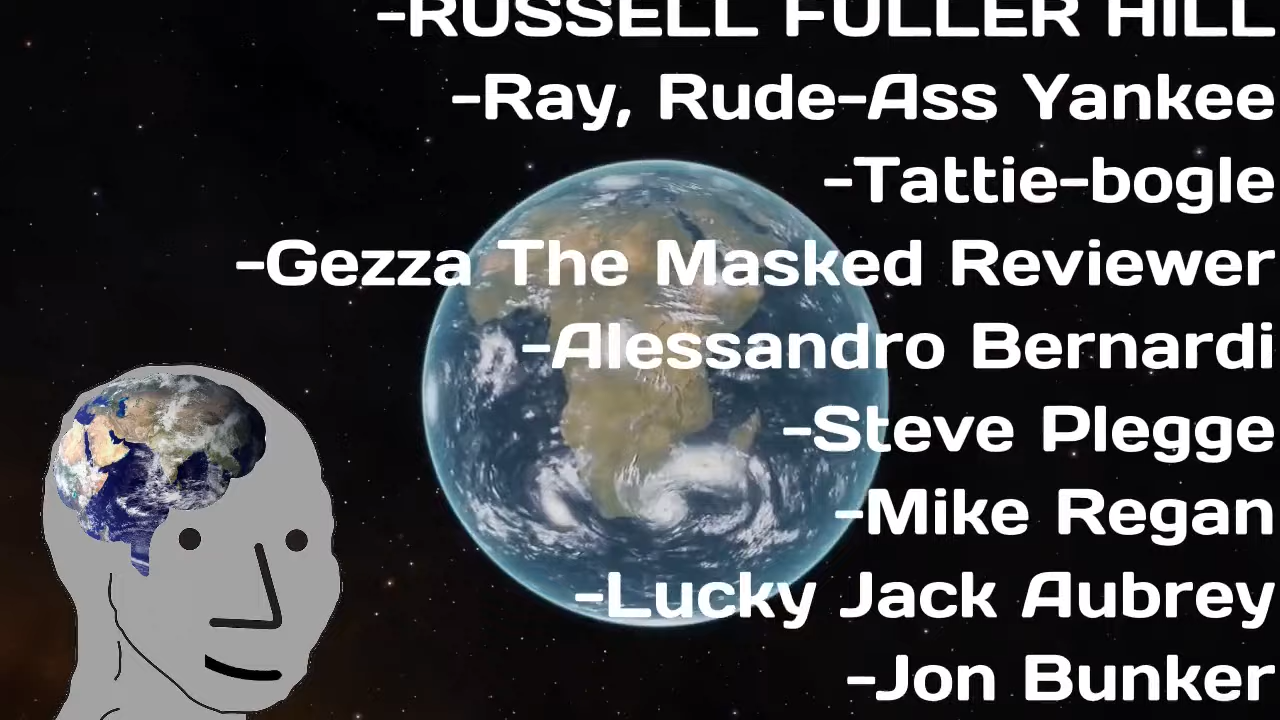 -RUSSELL FULLER HILL
-Ray, Rude-Ass Yankee
-Tattie-bogle
-Gezza The Masked Reviewer
-Alessandro Bernardi
-Steve Plegge
-Mike Regan
-Lucky Jack Aubrey
-Jon Bunker